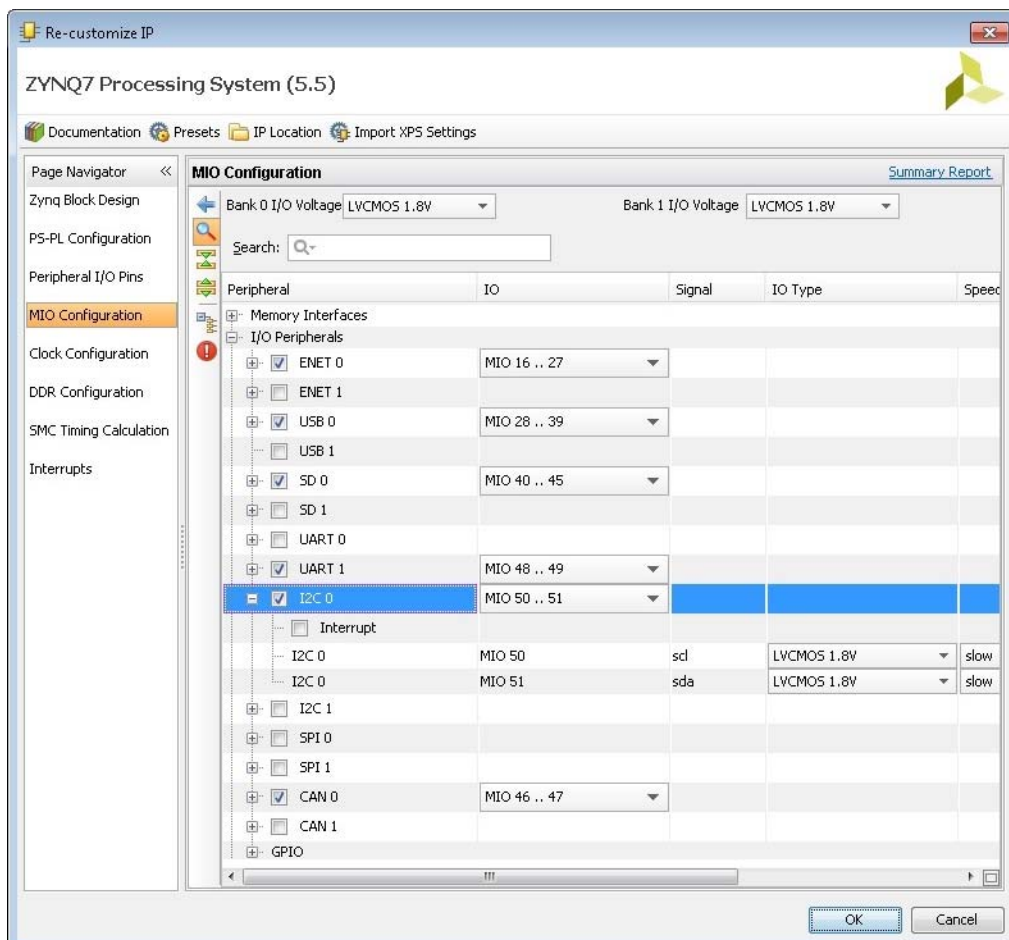 Re-customize IP
ZYNQ7 Processing System (5.5)
Documentation Presets IP Location Import XPS Settings
Page Navigator «
Zynq Block Design
PS-PL Configuration
Peripheral I/O Pins
MIO Configuration
Clock Configuration
DDR Configuration
SMC Timing Calculation
Interrupts
MIO Configuration Summary Report
Bank 0 I/O Voltage LVCMOS 1.8V Bank 1 I/O Voltage LVCMOS 1.8V
Search:
Peripheral IO Signal IO Type Speed
Memory Interfaces
I/O Peripherals
ENET 0 MIO 16 .. 27
ENET 1
USB 0 MIO 28 .. 39
USB 1
SD 0 MIO 40 .. 45
SD 1
UART 0
UART 1 MIO 48 .. 49
I2C 0 MIO 50 .. 51
Interrupt
I2C 0 MIO 50 scl LVCMOS 1.8V slow
I2C 0 MIO 51 sda LVCMOS 1.8V slow
I2C 1
SPI 0
SPI 1
CAN 0 MIO 46 .. 47
CAN 1
GPIO
OK Cancel